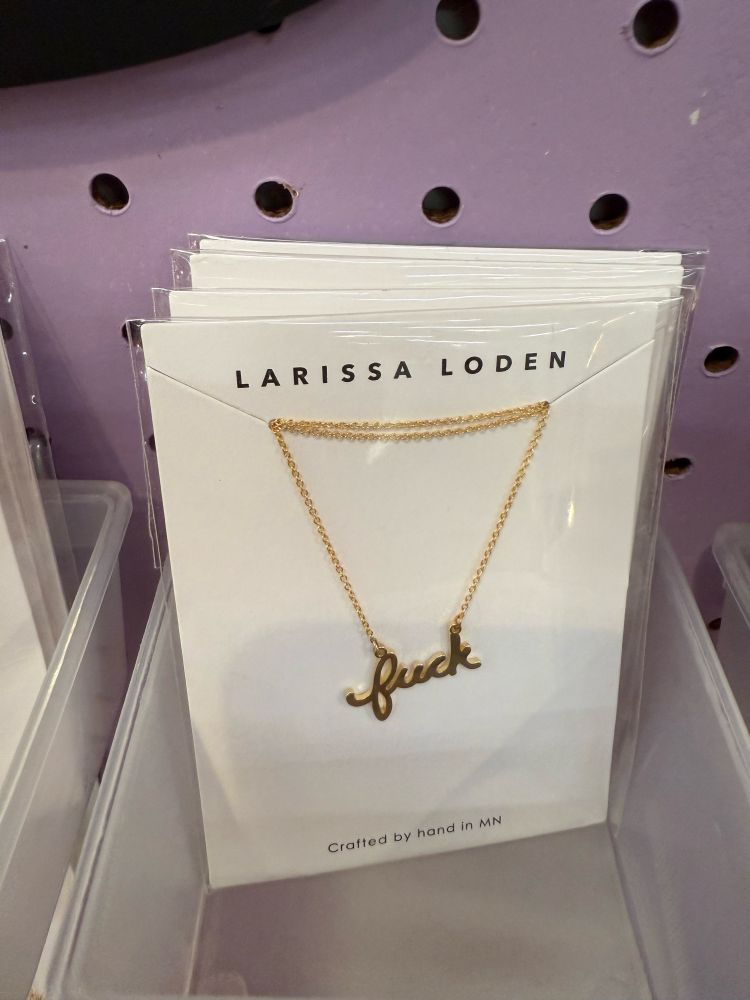 LARISSA LODEN
fuck
Crafted by hand in MN